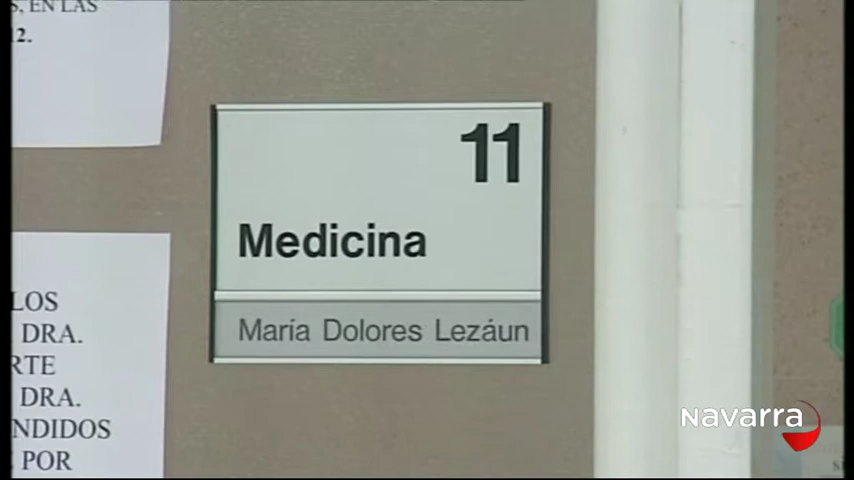 S, EN LAS
12.
11
Medicina
María Dolores Lezáun
LOS
DRA.
RTE
DRA.
NDIDOS
POR
Navarra